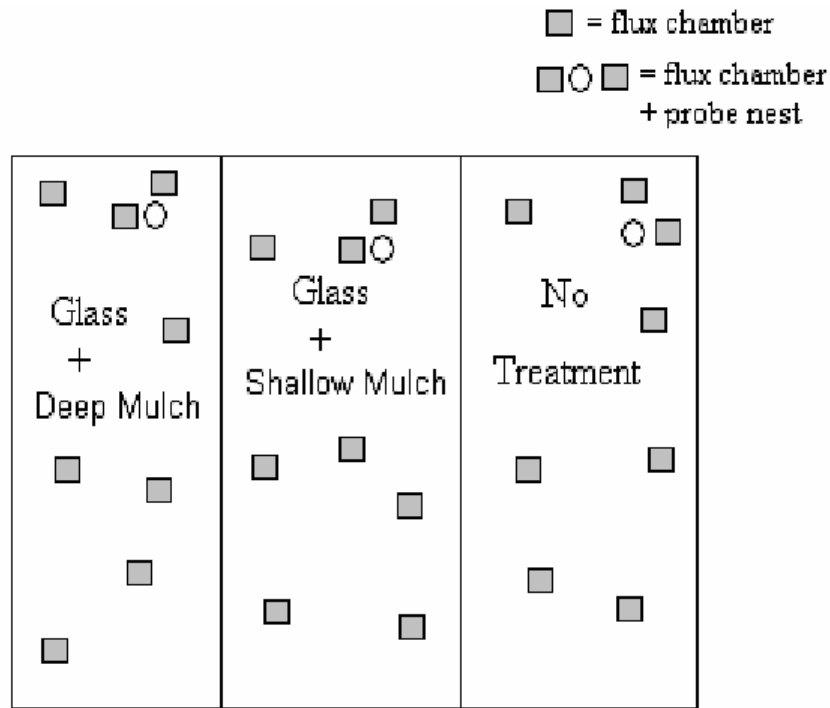 = flux chamber
= flux chamber
+ probe nest
Glass
+
Deep Mulch
Glass
+
Shallow Mulch
No
Treatment